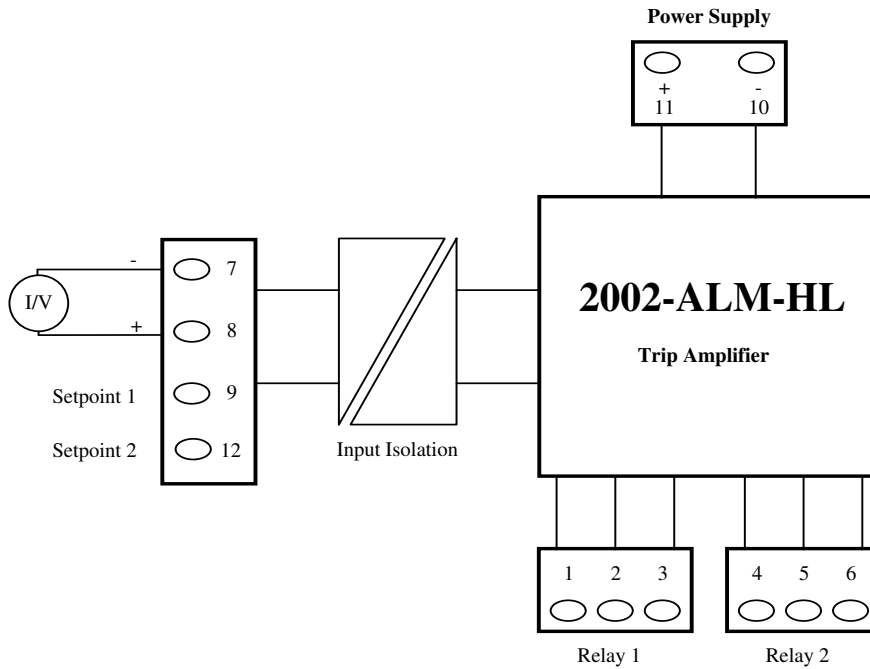 Power Supply
+ -
11 10
- 7
I/V
+ 8
2002-ALM-HL
Trip Amplifier
Setpoint 1 9
Setpoint 2 12
Input Isolation
1 2 3 4 5 6
Relay 1 Relay 2